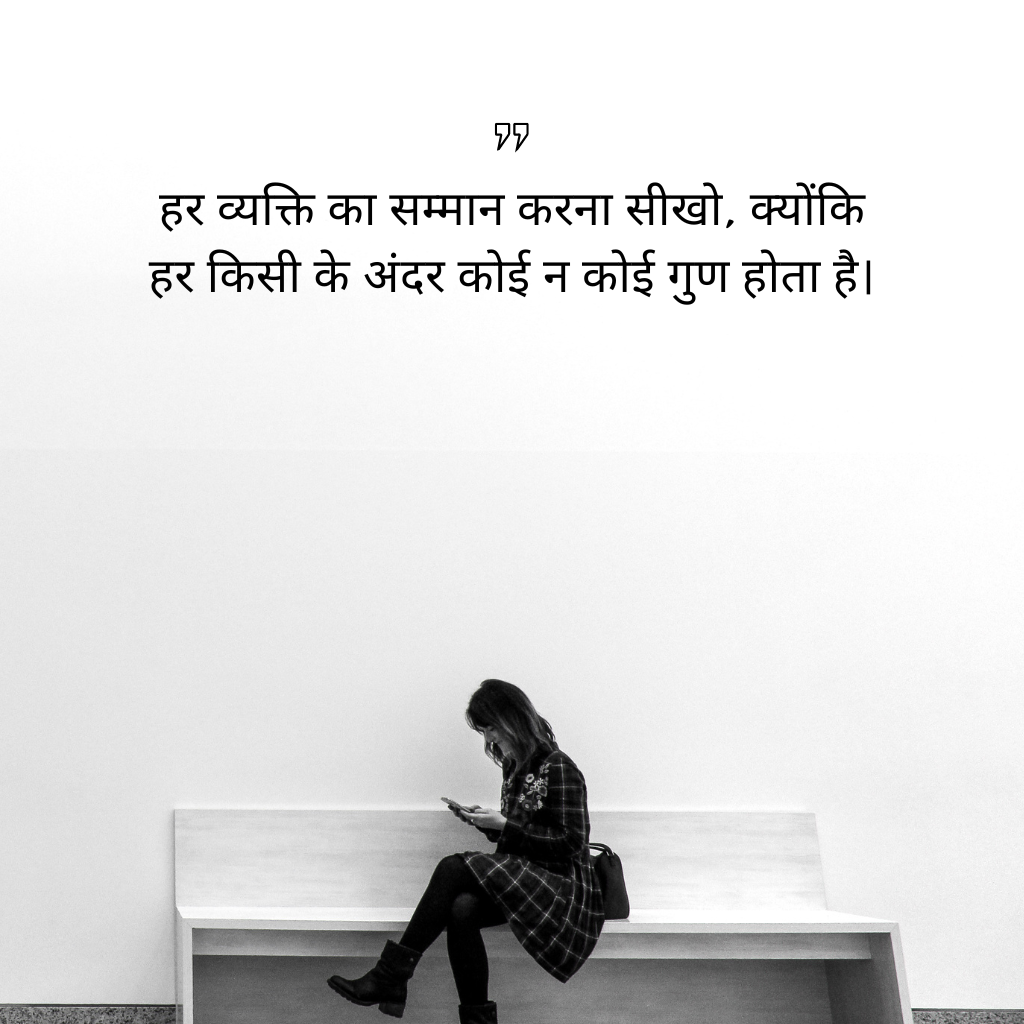 ”
हर व्यक्ति का सम्मान करना सीखो, क्योंकि
हर किसी के अंदर कोई न कोई गुण होता है।